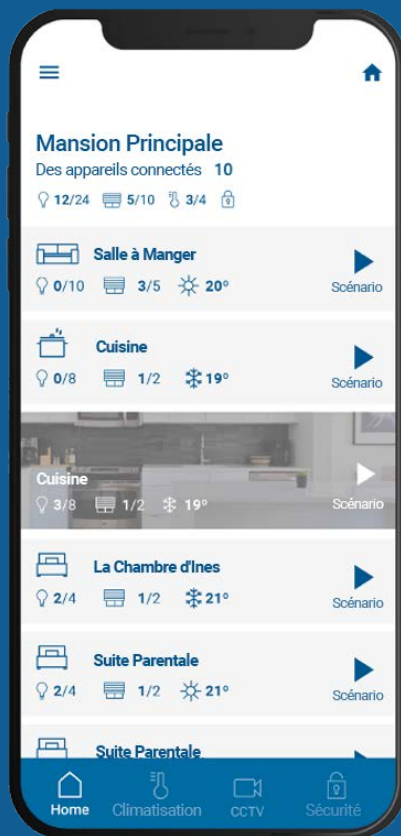 Mansion Principale
Des appareils connectés 10
12/24 5/10 3/4
Salle à Manger
0/10 3/5 20°
Scénario
Cuisine
0/8 1/2 19°
Scénario
Cuisine
3/8 1/2 19°
Scénario
La Chambre d'Ines
2/4 1/2 21°
Scénario
Suite Parentale
2/4 1/2 21°
Scénario
Suite Parentale
Home Climatisation CCTV Sécurité